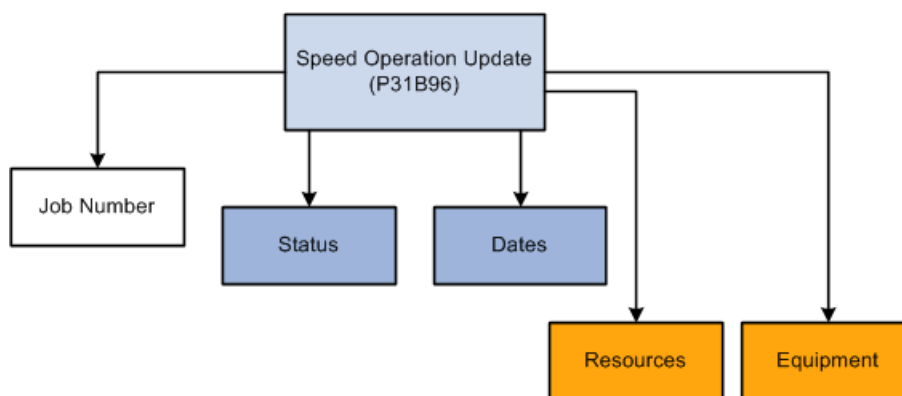 Speed Operation Update
(P31B96)
Job Number
Status
Dates
Resources
Equipment